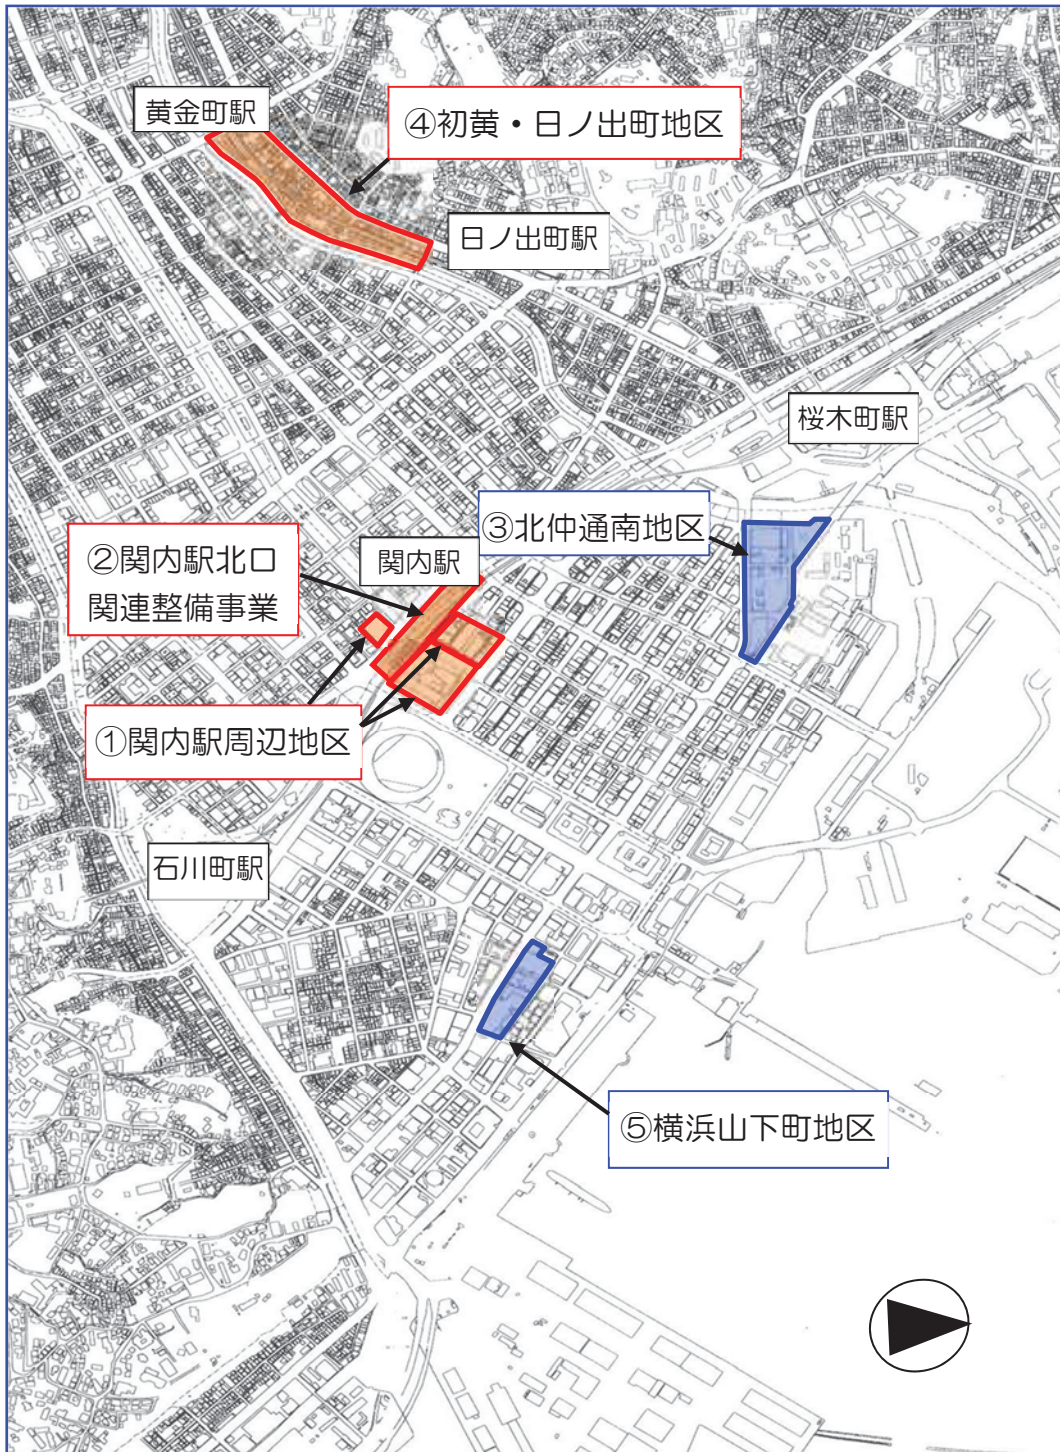 黄金町駅
④初黄・日ノ出町地区
日ノ出町駅
桜木町駅
③北仲通南地区
②関内駅北口
関連整備事業
関内駅
①関内駅周辺地区
石川町駅
⑤横浜山下町地区